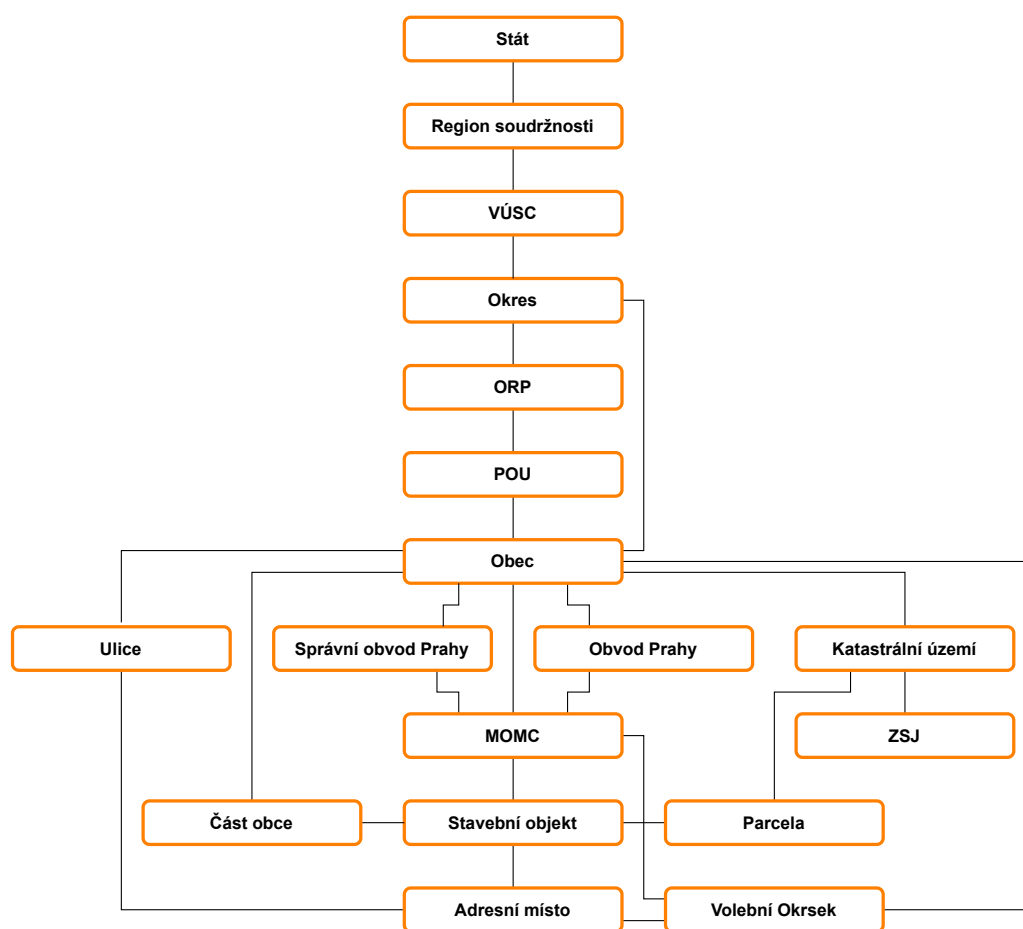 Stát
Region soudržnosti
VÚSC
Okres
ORP
POU
Obec
Ulice
Správní obvod Prahy
Obvod Prahy
Katastrální území
MOMC
ZSJ
Část obce
Stavební objekt
Parcela
Adresní místo
Volební Okrsek